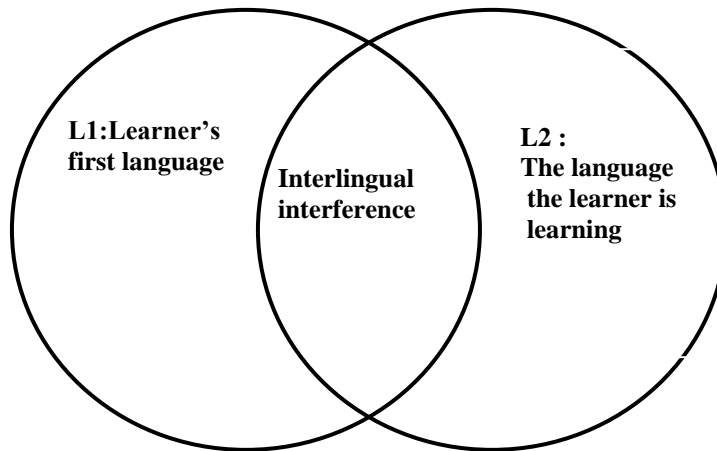 L1:Learner’s
first language
Interlingual
interference
L2 :
The language
the learner is
learning